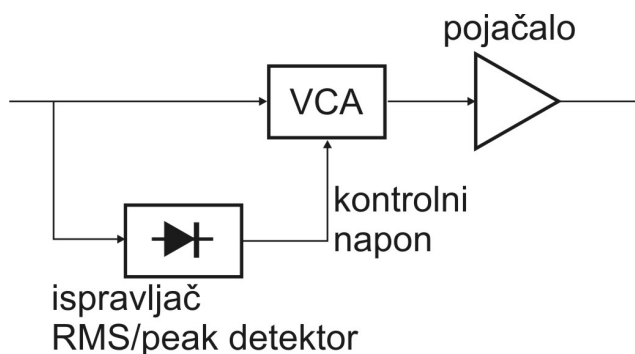 pojačalo
VCA
kontrolni
napon
ispravljač
RMS/peak detektor